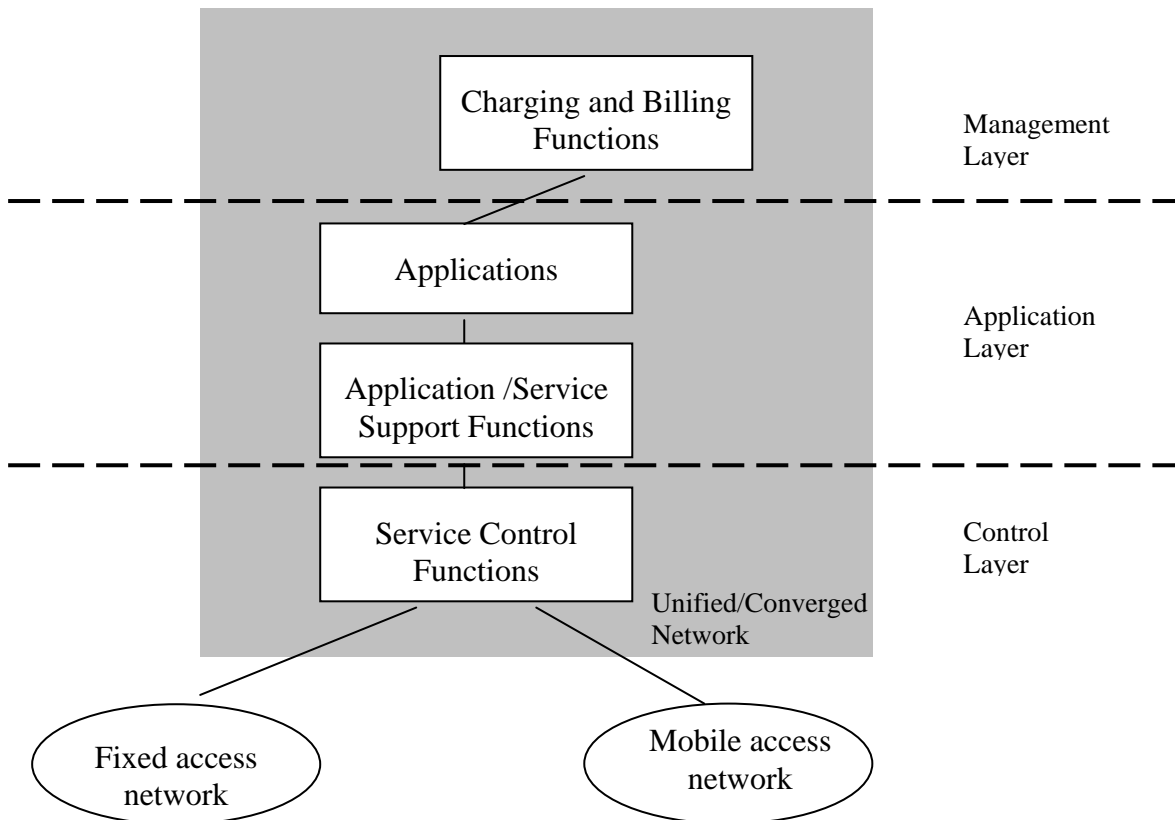 Charging and Billing
Functions
Management
Layer
Applications
Application
Layer
Application /Service
Support Functions
Service Control
Functions
Control
Layer
Unified/Converged
Network
Fixed access
network
Mobile access
network